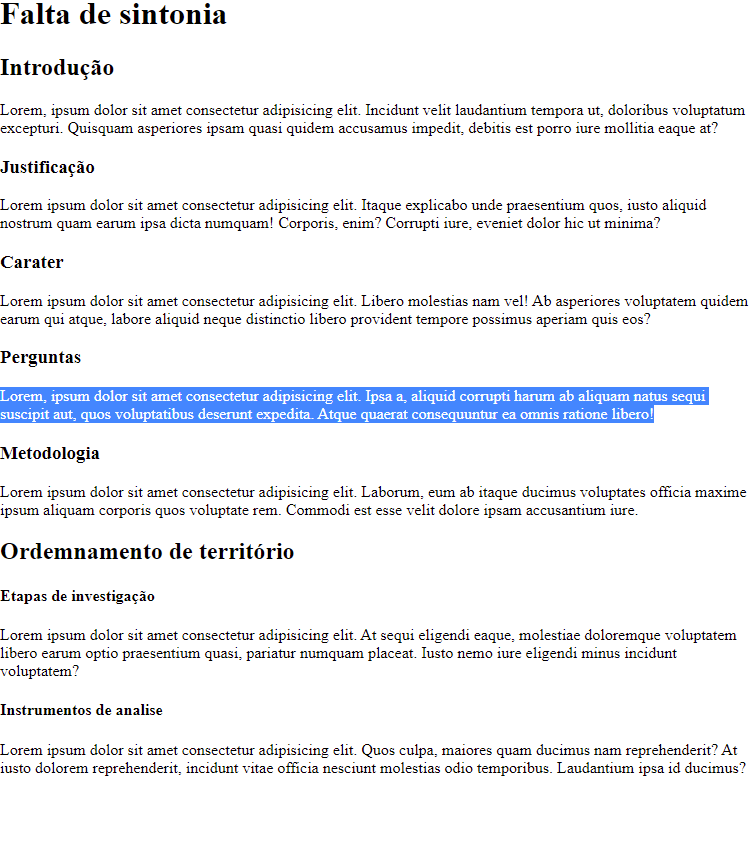 Falta de sintonia
Introdução
Lorem, ipsum dolor sit amet consectetur adipisicing elit. Incidunt velit laudantium tempora ut, doloribus voluptatum
excepturi. Quisquam asperiores ipsam quasi quidem accusamus impedit, debitis est porro iure mollitia eaque at?
Justificação
Lorem ipsum dolor sit amet consectetur adipisicing elit. Itaque explicabo unde praesentium quos, iusto aliquid
nostrum quam earum ipsa dicta numquam! Corporis, enim? Corrupti iure, eveniet dolor hic ut minima?
Carater
Lorem ipsum dolor sit amet consectetur adipisicing elit. Libero molestias nam vel! Ab asperiores voluptatem quidem
earum qui atque, labore aliquid neque distinctio libero provident tempore possimus aperiam quis eos?
Perguntas
Lorem, ipsum dolor sit amet consectetur adipisicing elit. Ipsa a, aliquid corrupti harum ab aliquam natus sequi
suscipit aut, quos voluptatibus deserunt expedita. Atque quaerat consequuntur ea omnis ratione libero!
Metodologia
Lorem ipsum dolor sit amet consectetur adipisicing elit. Laborum, eum ab itaque ducimus voluptates officia maxime
ipsum aliquam corporis quos voluptate rem. Commodi est esse velit dolore ipsam accusantium iure.
Ordemnamento de território
Etapas de investigação
Lorem ipsum dolor sit amet consectetur adipisicing elit. At sequi eligendi eaque, molestiae doloremque voluptatem
libero earum optio praesentium quasi, pariatur numquam placeat. Iusto nemo iure eligendi minus incidunt
voluptatem?
Instrumentos de analise
Lorem ipsum dolor sit amet consectetur adipisicing elit. Quos culpa, maiores quam ducimus nam reprehenderit? At
iusto dolorem reprehenderit, incidunt vitae officia nesciunt molestias odio temporibus. Laudantium ipsa id ducimus?